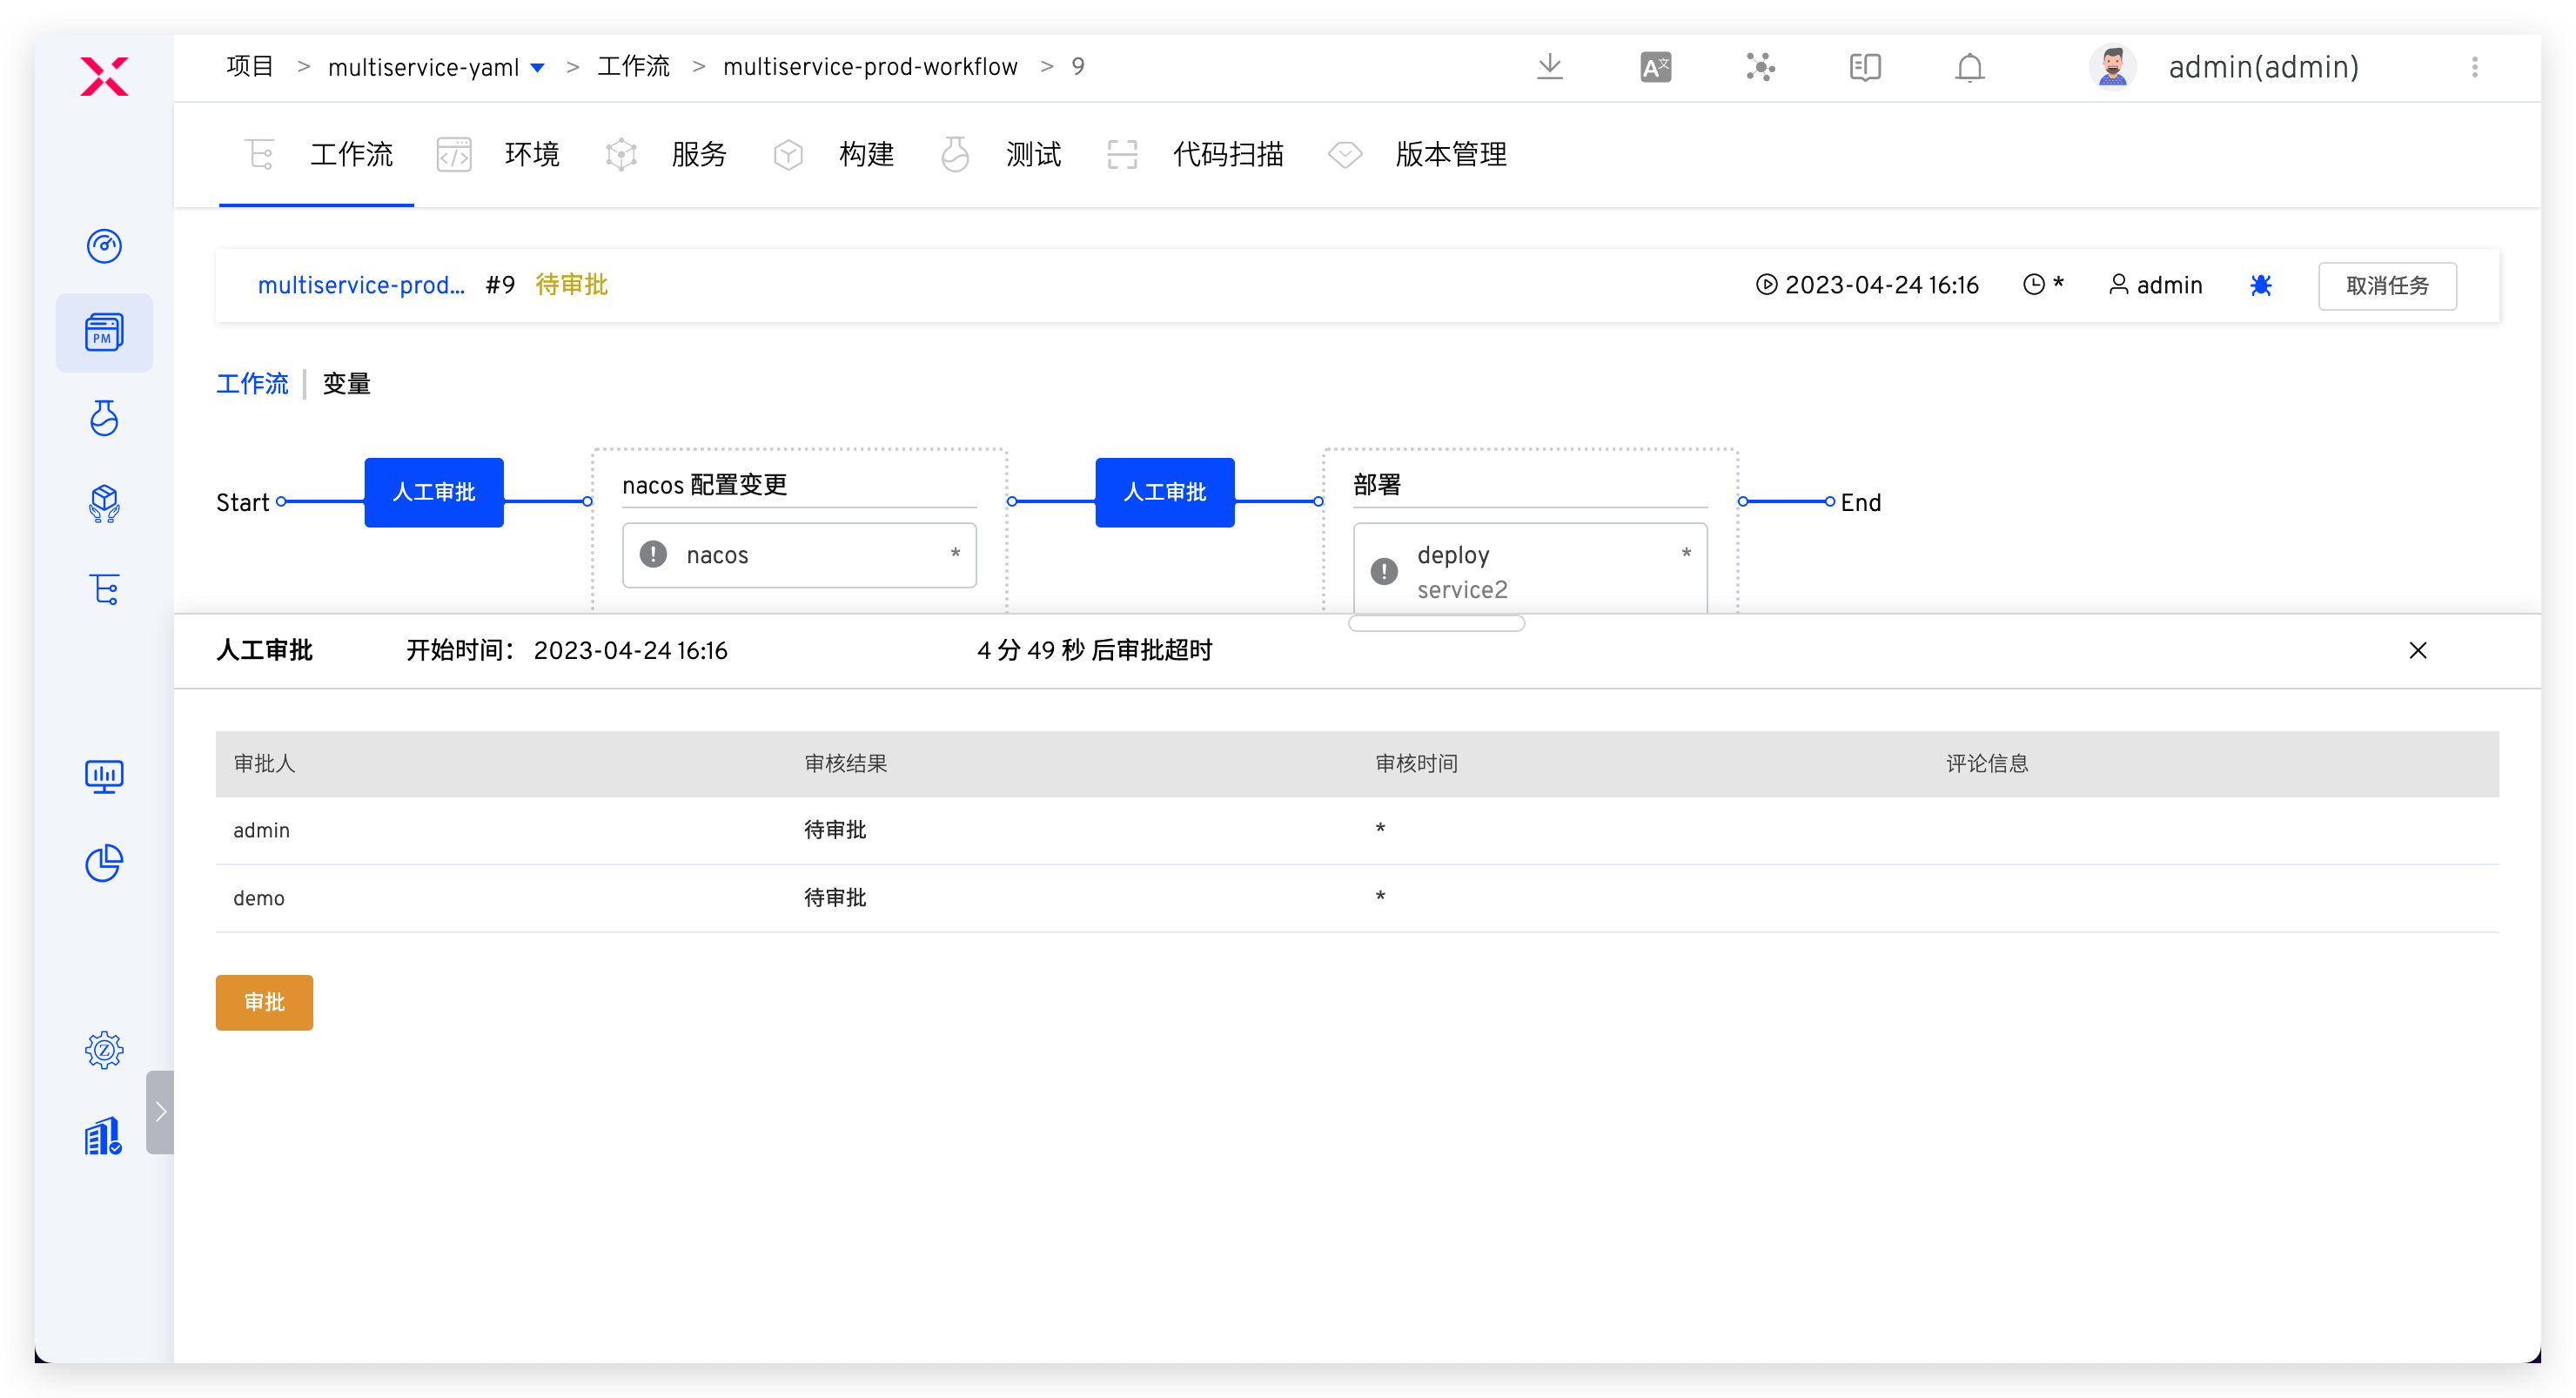 项目 > multiservice-yaml > 工作流 > multiservice-prod-workflow > 9
admin(admin)
工作流 环境 服务 构建 测试 代码扫描 版本管理
PM
multiservice-prod... #9 待审批 2023-04-24 16:16 * admin 取消任务
工作流 变量
Start 人工审批 nacos 配置变更 人工审批 部署 End
nacos *
deploy *
service2
人工审批 开始时间： 2023-04-24 16:16 4 分 49 秒 后审批超时
审批人 审核结果 审核时间 评论信息
admin 待审批 *
demo 待审批 *
审批